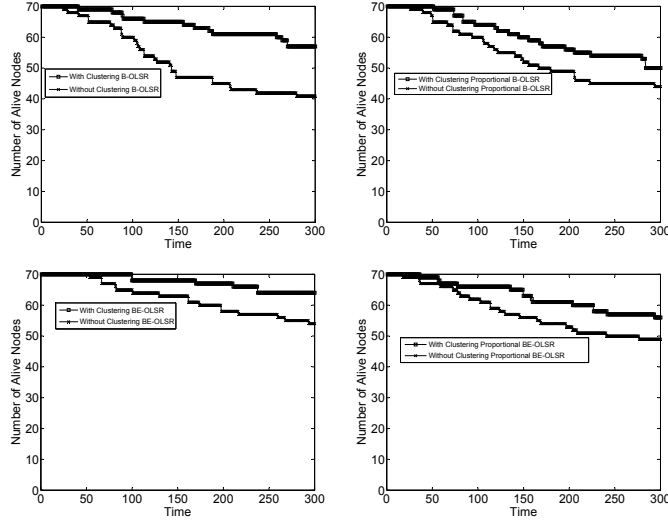 70
60
50
40
30
20
10
0
Number of Alive Nodes
With Clustering B-OLSR
Without Clustering B-OLSR
0 50 100 150 200 250 300
Time
70
60
50
40
30
20
10
0
Number of Alive Nodes
With Clustering Proportional B-OLSR
Without Clustering Proportional B-OLSR
0 50 100 150 200 250 300
Time
70
60
50
40
30
20
10
0
Number of Alive Nodes
With Clustering BE-OLSR
Without Clustering BE-OLSR
0 50 100 150 200 250 300
Time
70
60
50
40
30
20
10
0
Number of Alive Nodes
With Clustering Proportional BE-OLSR
Without Clustering Proportional BE-OLSR
0 50 100 150 200 250 300
Time